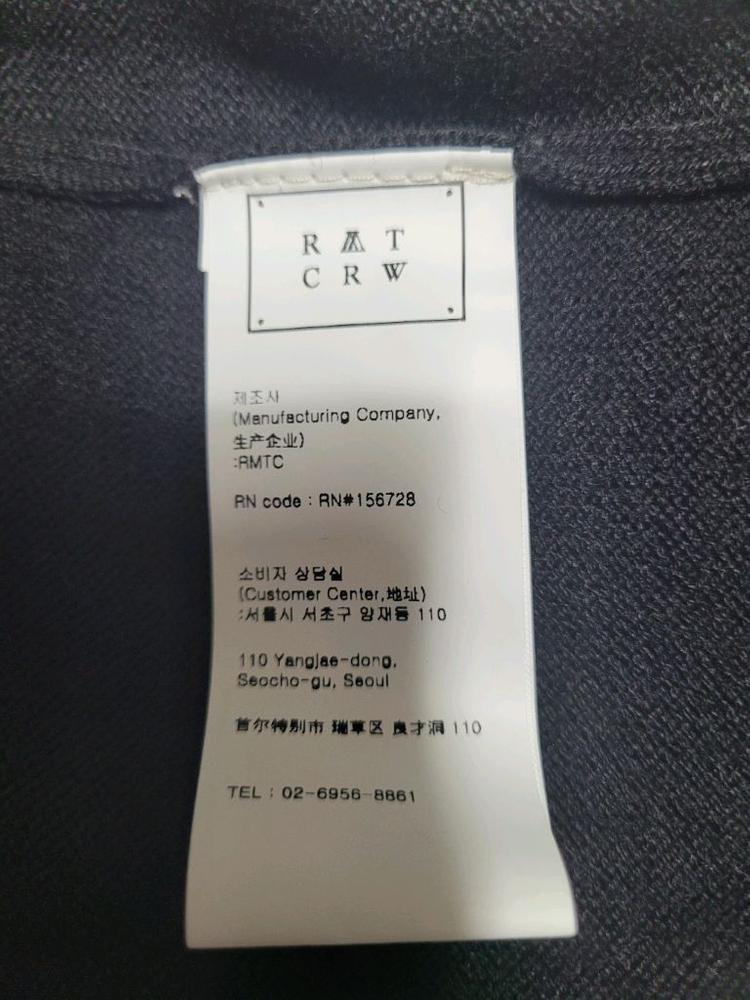 R M T
C R W
제조사
(Manufacturing Company,
生产企业)
:RMTC
RN code : RN#156728
소비자 상담실
(Customer Center,地址)
:서울시 서초구 양재동 110
110 Yangjae-dong,
Seocho-gu, Seoul
首尔特别市 瑞草区 良才洞 110
TEL : 02-6956-8861